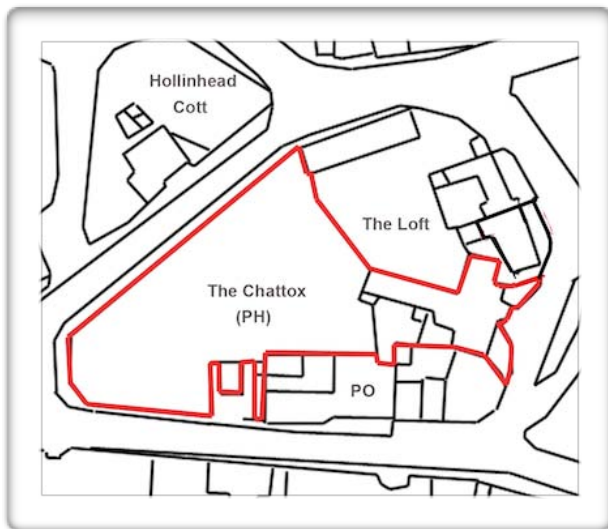 Hollinhead
Cott
The Loft
The Chattox
(PH)
PO